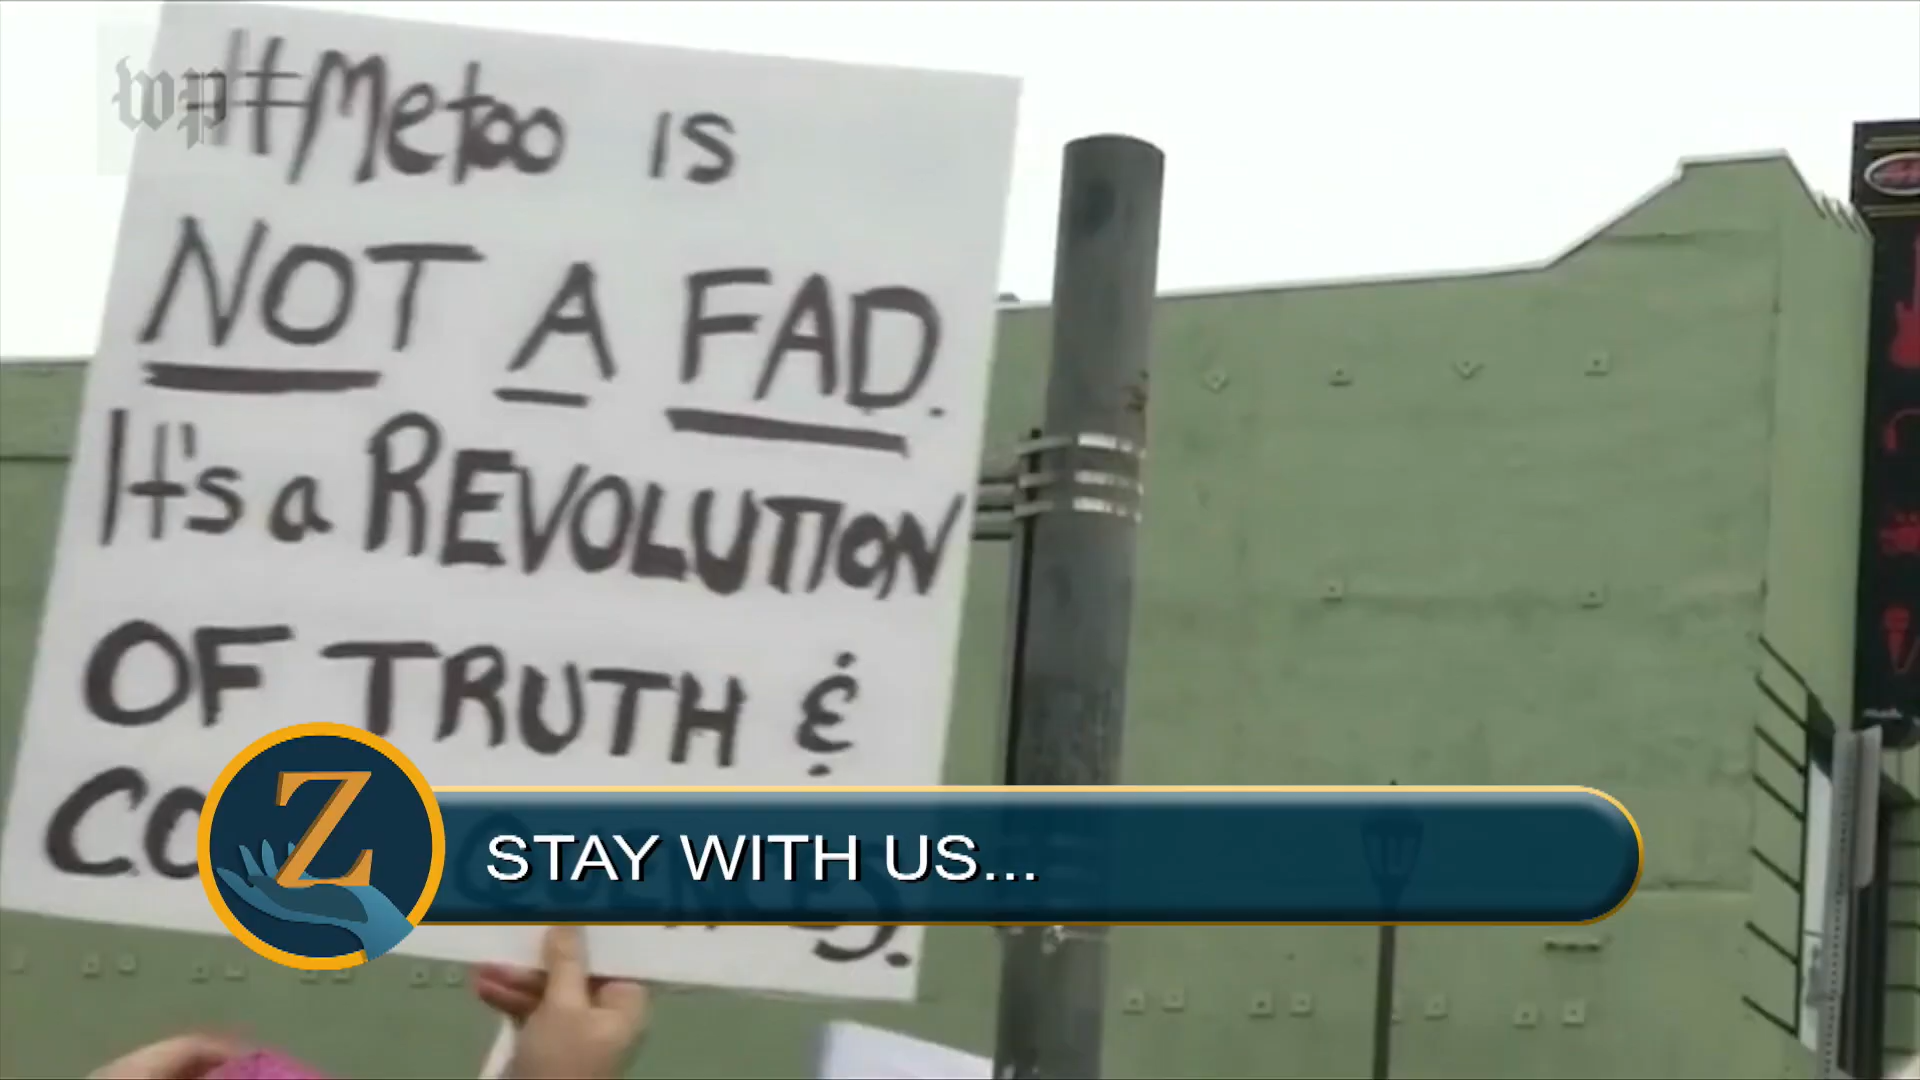 wp
#Metoo is
NOT A FAD.
It's a REVOLUTION
OF TRUTH &
Z
STAY WITH US...